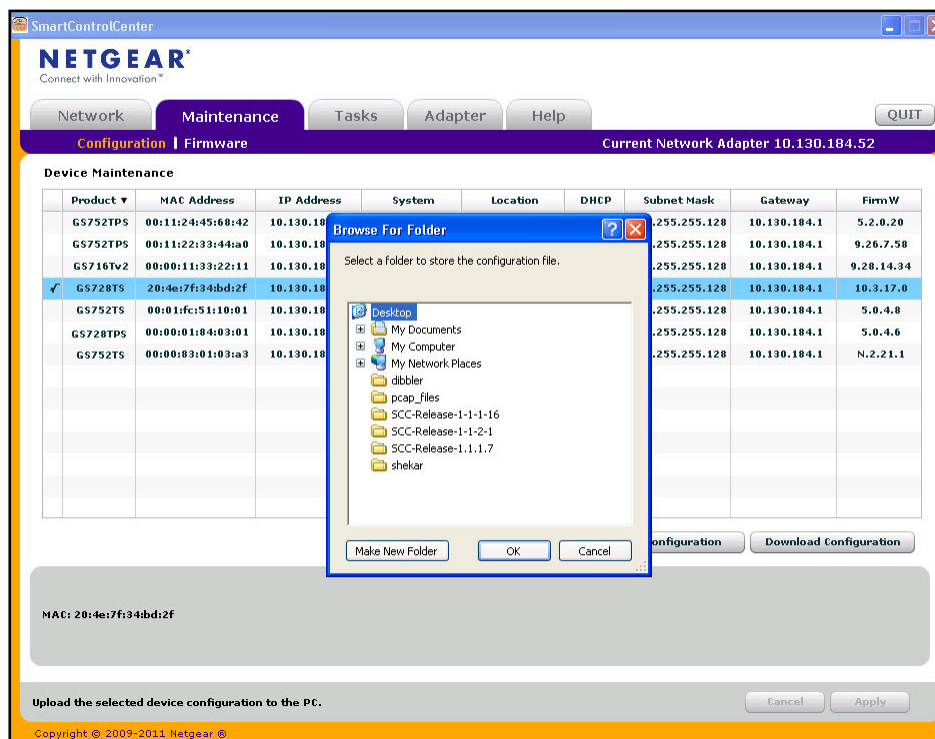 SmartControlCenter
NETGEAR®
Connect with Innovation™
Network Maintenance Tasks Adapter Help QUIT
Configuration | Firmware Current Network Adapter 10.130.184.52
Device Maintenance
Product ▼ MAC Address IP Address System Location DHCP Subnet Mask Gateway FirmW
GS752TPS 00:11:24:45:68:42 10.130.18 .255.255.128 10.130.184.1 5.2.0.20
GS752TPS 00:11:22:33:44:a0 10.130.18 .255.255.128 10.130.184.1 9.26.7.58
GS716Tv2 00:00:11:33:22:11 10.130.18 .255.255.128 10.130.184.1 9.28.14.34
√ GS728TS 20:4e:7f:34:bd:2f 10.130.18 .255.255.128 10.130.184.1 10.3.17.0
GS752TS 00:01:fc:51:10:01 10.130.18 .255.255.128 10.130.184.1 5.0.4.8
GS728TPS 00:00:01:84:03:01 10.130.18 .255.255.128 10.130.184.1 5.0.4.6
GS752TS 00:00:83:01:03:a3 10.130.18 .255.255.128 10.130.184.1 N.2.21.1
Browse For Folder
Select a folder to store the configuration file.
Desktop
My Documents
My Computer
My Network Places
dibbler
pcap_files
SCC-Release-1-1-1-16
SCC-Release-1-1-2-1
SCC-Release-1.1.1.7
shekar
Make New Folder OK Cancel
onfiguration Download Configuration
MAC: 20:4e:7f:34:bd:2f
Upload the selected device configuration to the PC. Cancel Apply
Copyright © 2009-2011 Netgear ®